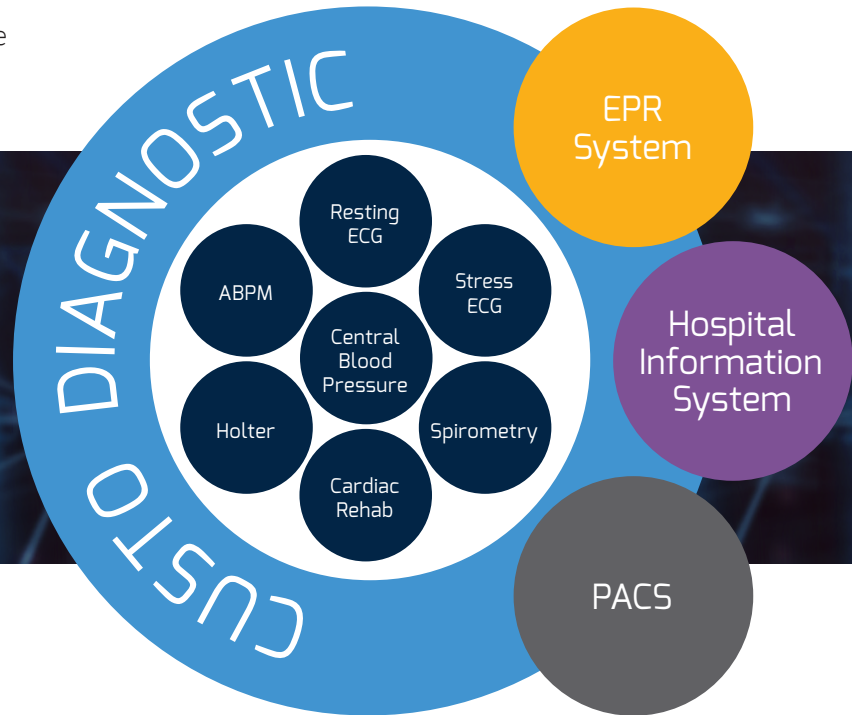 e
CUSTO DIAGNOSTIC
EPR
System
Resting
ECG
ABPM
Stress
ECG
Central
Blood
Pressure
Hospital
Information
System
Holter
Spirometry
Cardiac
Rehab
PACS